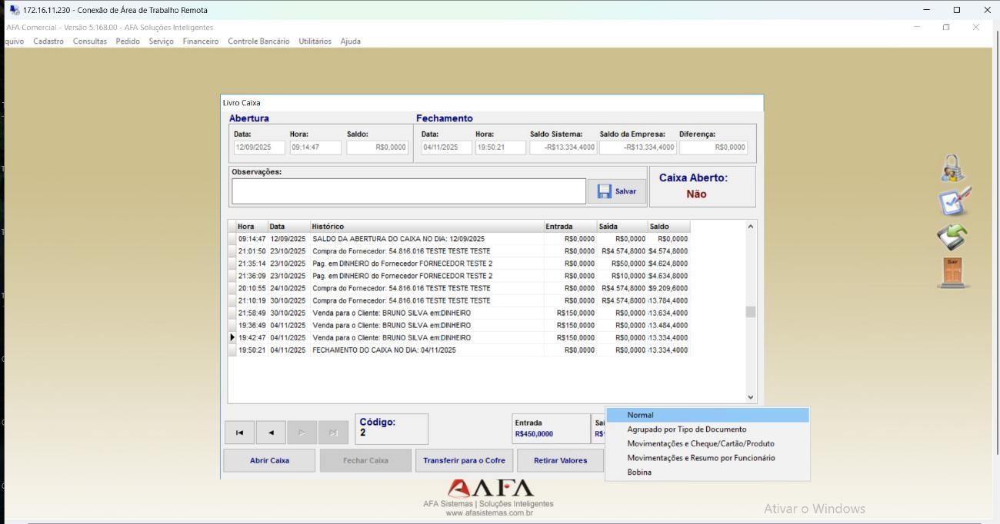 172.16.11.230 - Conexão de Área de Trabalho Remota
AFA Comercial - Versão 5.168.00 - AFA Soluções Inteligentes
quivo Cadastro Consultas Pedido Serviço Financeiro Controle Bancário Utilitários Ajuda
Livro Caixa
Abertura Fechamento
Data: Hora: Saldo: Data: Hora: Saldo Sistema: Saldo da Empresa: Diferença:
12/09/2025 09:14:47 R$0,0000 04/11/2025 19:50:21 -R$13.334,4000 -R$13.334,4000 R$0,0000
Observações:
Salvar
Caixa Aberto:
Não
Hora Data Histórico Entrada Saída Saldo
09:14:47 12/09/2025 SALDO DA ABERTURA DO CAIXA NO DIA: 12/09/2025 R$0,0000 R$0,0000 R$0,0000
21:01:50 23/10/2025 Compra do Fornecedor: 54.816.016 TESTE TESTE TESTE R$0,0000 R$4.574,8000 $4.574,8000
21:35:14 23/10/2025 Pag. em DINHEIRO do Fornecedor FORNECEDOR TESTE 2 R$0,0000 R$50,0000 $4.624,8000
21:36:09 23/10/2025 Pag. em DINHEIRO do Fornecedor FORNECEDOR TESTE 2 R$0,0000 R$10,0000 $4.634,8000
20:10:55 24/10/2025 Compra do Fornecedor: 54.816.016 TESTE TESTE TESTE R$0,0000 R$4.574,8000 $9.209,6000
21:10:19 30/10/2025 Compra do Fornecedor: 54.816.016 TESTE TESTE TESTE R$0,0000 R$4.574,8000 13.784,4000
21:58:49 30/10/2025 Venda para o Cliente: BRUNO SILVA em:DINHEIRO R$150,0000 R$0,0000 13.634,4000
19:36:49 04/11/2025 Venda para o Cliente: BRUNO SILVA em:DINHEIRO R$150,0000 R$0,0000 13.484,4000
19:42:47 04/11/2025 Venda para o Cliente: BRUNO SILVA em:DINHEIRO R$150,0000 R$0,0000 13.334,4000
19:50:21 04/11/2025 FECHAMENTO DO CAIXA NO DIA: 04/11/2025 R$0,0000 R$0,0000 13.334,4000
Código:
2
Entrada
R$450,0000
Sai
R$
Normal
Agrupado por Tipo de Documento
Movimentações e Cheque/Cartão/Produto
Movimentações e Resumo por Funcionário
Bobina
Abrir Caixa Fechar Caixa Transferir para o Cofre Retirar Valores
Sair
AFA
AFA Sistemas | Soluções Inteligentes
www.afasistemas.com.br
Ativar o Windows